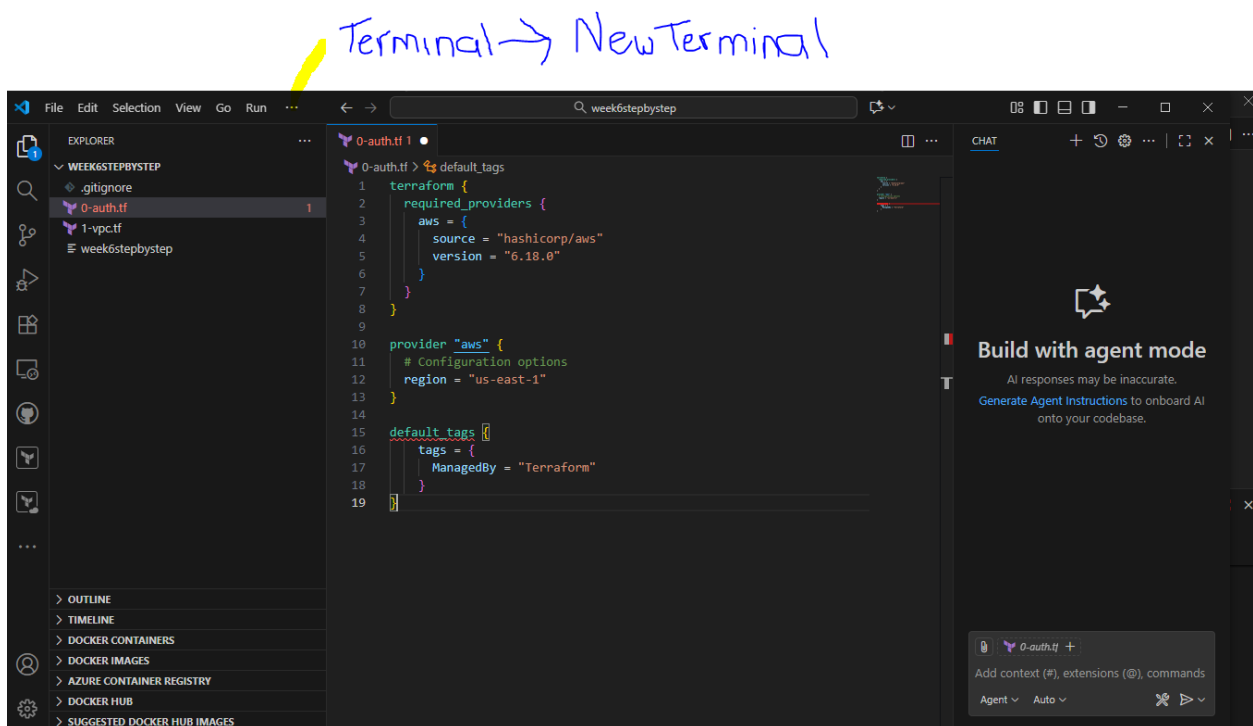 Terminal → New Terminal
File Edit Selection View Go Run ···
week6stepbystep
EXPLORER ···
WEEK6STEPBYSTEP
.gitignore
0-auth.tf 1
1-vpc.tf
week6stepbystep
OUTLINE
TIMELINE
DOCKER CONTAINERS
DOCKER IMAGES
AZURE CONTAINER REGISTRY
DOCKER HUB
SUGGESTED DOCKER HUB IMAGES
1
0-auth.tf 1
0-auth.tf > default_tags
1 terraform {
2 required_providers {
3 aws = {
4 source = "hashicorp/aws"
5 version = "6.18.0"
6 }
7 }
8 }
9
10 provider "aws" {
11 # Configuration options
12 region = "us-east-1"
13 }
14
15 default_tags {
16 tags = {
17 ManagedBy = "Terraform"
18 }
19 }
CHAT
Build with agent mode
AI responses may be inaccurate.
Generate Agent Instructions to onboard AI
onto your codebase.
0-auth.tf
Add context (#), extensions (@), commands
Agent Auto